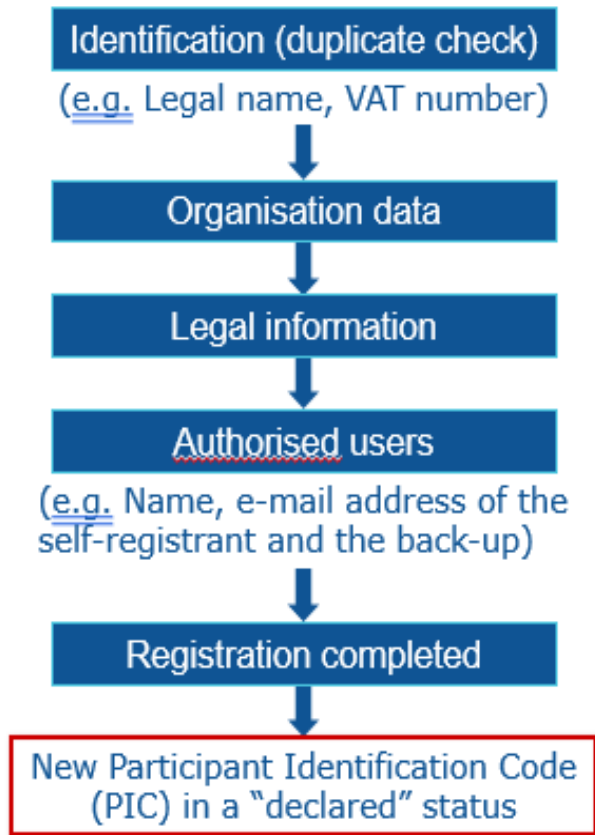 Identification (duplicate check)
(e.g. Legal name, VAT number)
Organisation data
Legal information
Authorised users
(e.g. Name, e-mail address of the
self-registrant and the back-up)
Registration completed
New Participant Identification Code
(PIC) in a “declared” status